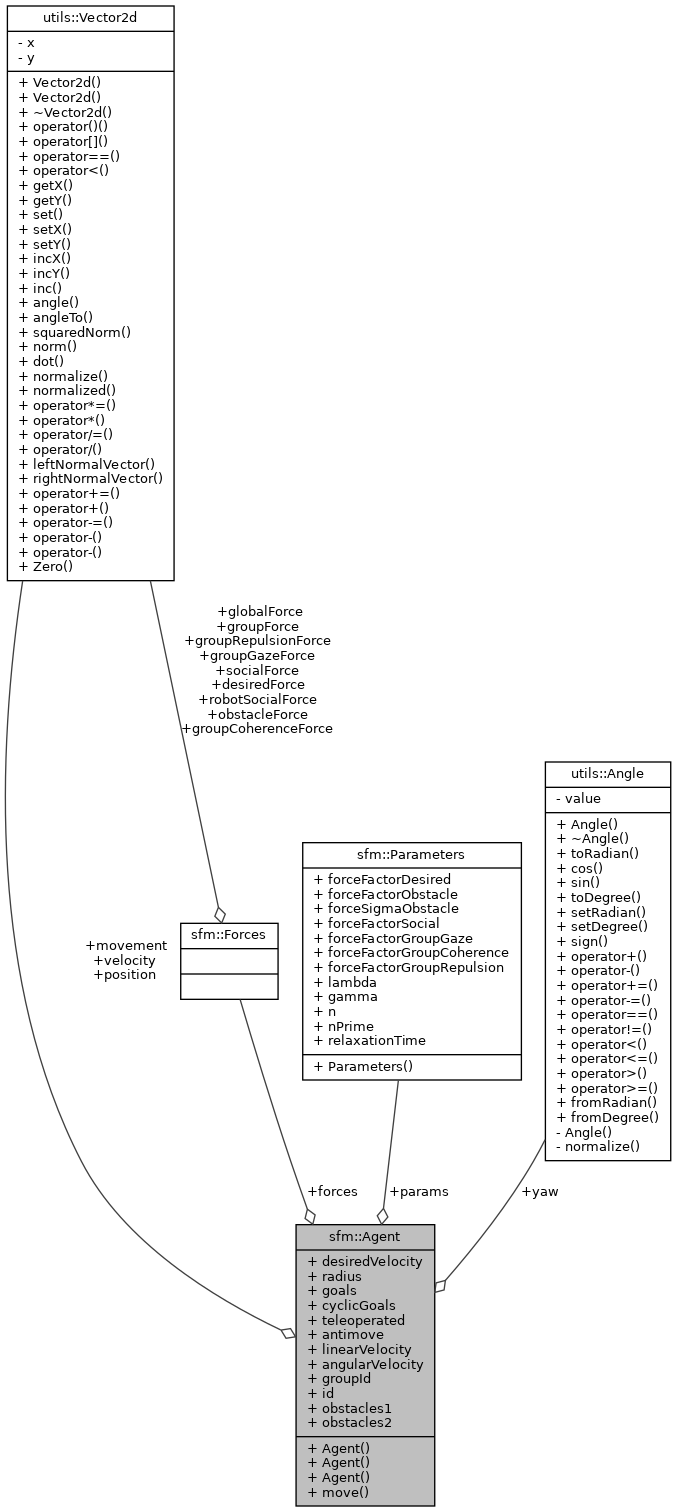 utils::Vector2d
- x
- y
+ Vector2d()
+ Vector2d()
+ ~Vector2d()
+ operator()()
+ operator[]()
+ operator==()
+ operator<()
+ getX()
+ getY()
+ set()
+ setX()
+ setY()
+ incX()
+ incY()
+ inc()
+ angle()
+ angleTo()
+ squaredNorm()
+ norm()
+ dot()
+ normalize()
+ normalized()
+ operator*=()
+ operator*()
+ operator/=()
+ operator/()
+ leftNormalVector()
+ rightNormalVector()
+ operator+=()
+ operator+()
+ operator-=()
+ operator-()
+ operator-()
+ Zero()
+globalForce
+groupForce
+groupRepulsionForce
+groupGazeForce
+socialForce
+desiredForce
+robotSocialForce
+obstacleForce
+groupCoherenceForce
utils::Angle
- value
+ Angle()
+ ~Angle()
+ toRadian()
+ cos()
+ sin()
+ toDegree()
+ setRadian()
+ setDegree()
+ sign()
+ operator+()
+ operator-()
+ operator+=()
+ operator-=()
+ operator==()
+ operator!=()
+ operator<()
+ operator<=()
+ operator>()
+ operator>=()
+ fromRadian()
+ fromDegree()
- Angle()
- normalize()
sfm::Parameters
+ forceFactorDesired
+ forceFactorObstacle
+ forceSigmaObstacle
+ forceFactorSocial
+ forceFactorGroupGaze
+ forceFactorGroupCoherence
+ forceFactorGroupRepulsion
+ lambda
+ gamma
+ n
+ nPrime
+ relaxationTime
+ Parameters()
sfm::Forces
+movement
+velocity
+position
+forces
+params
+yaw
sfm::Agent
+ desiredVelocity
+ radius
+ goals
+ cyclicGoals
+ teleoperated
+ antimove
+ linearVelocity
+ angularVelocity
+ groupId
+ id
+ obstacles1
+ obstacles2
+ Agent()
+ Agent()
+ Agent()
+ move()